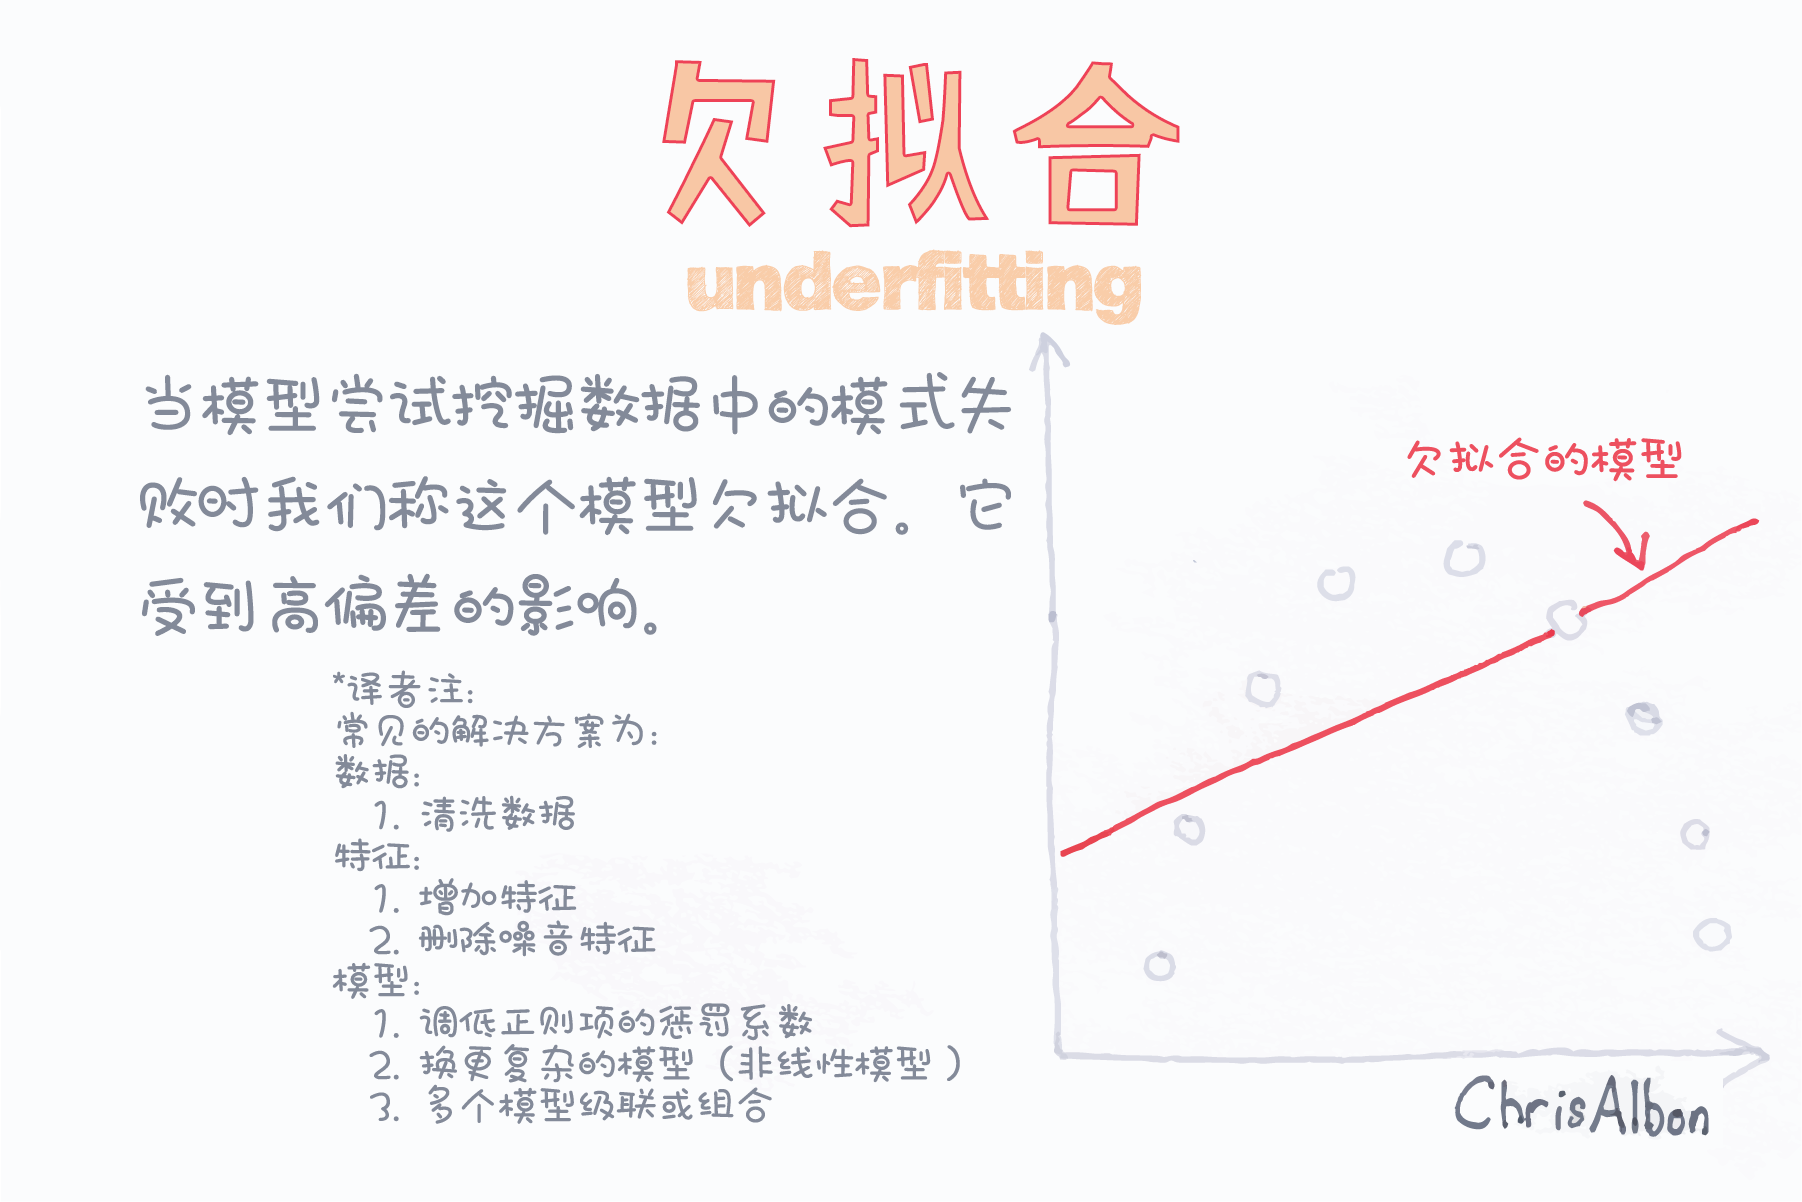 欠拟合
underfitting
当模型尝试挖掘数据中的模式失
败时我们称这个模型欠拟合。它
受到高偏差的影响。
欠拟合的模型
*译者注:
常见的解决方案为:
数据:
1. 清洗数据
特征:
1. 增加特征
2. 删除噪音特征
模型:
1. 调低正则项的惩罚系数
2. 换更复杂的模型（非线性模型）
3. 多个模型级联或组合
ChrisAlbon